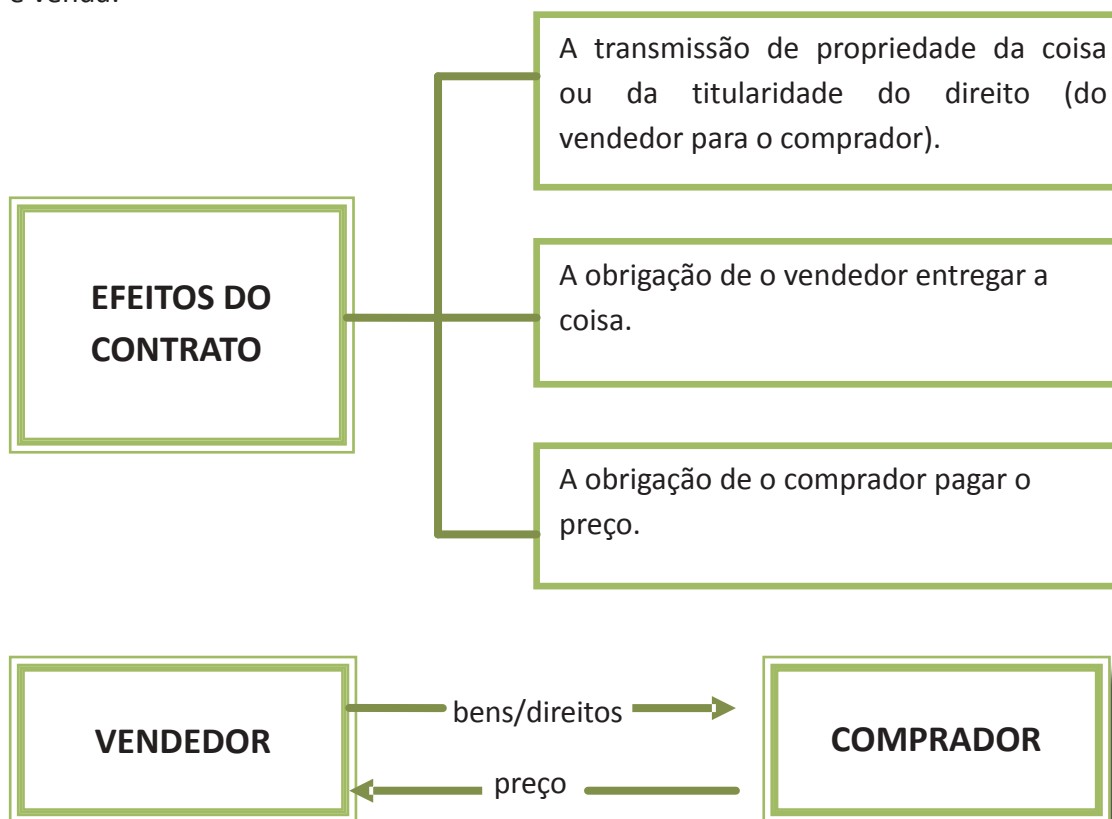 e venda.
A transmissão de propriedade da coisa
ou da titularidade do direito (do
vendedor para o comprador).
EFEITOS DO
CONTRATO
A obrigação de o vendedor entregar a
coisa.
A obrigação de o comprador pagar o
preço.
VENDEDOR
bens/direitos
preço
COMPRADOR